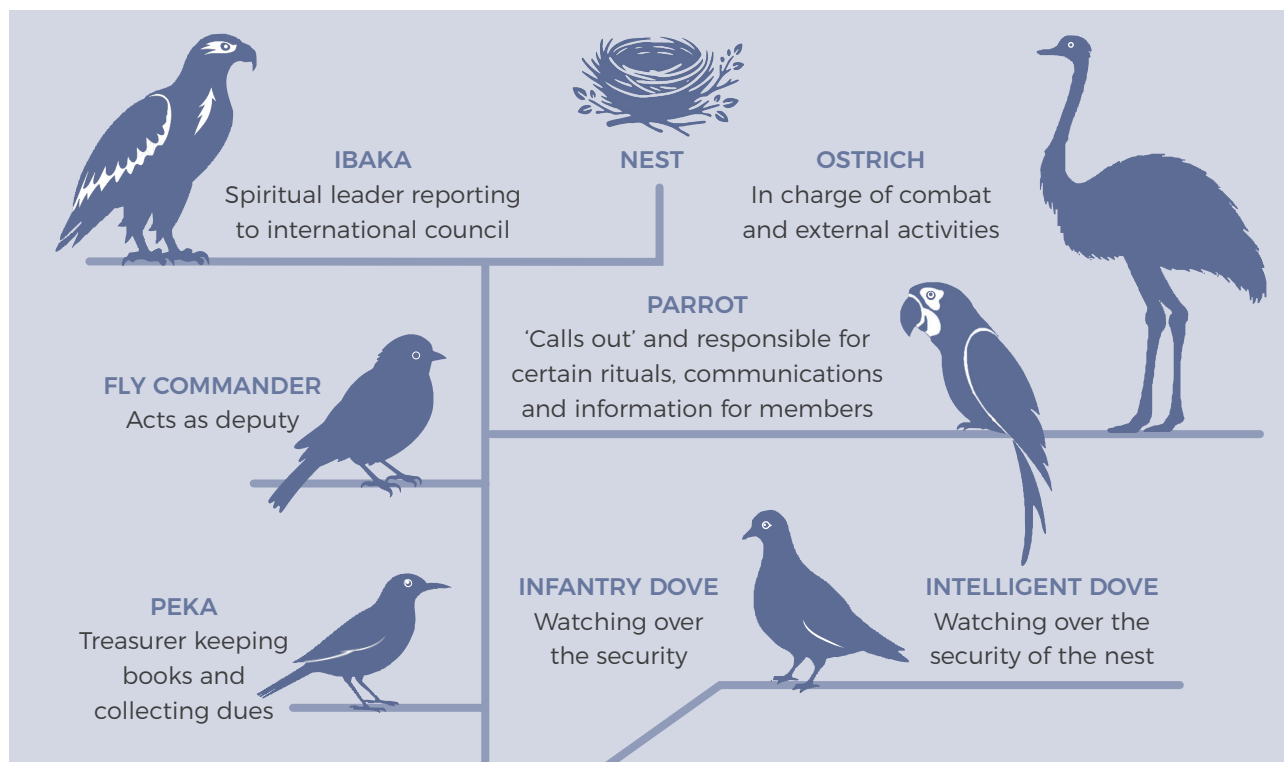 IBAKA
Spiritual leader reporting
to international council
NEST
OSTRICH
In charge of combat
and external activities
PARROT
‘Calls out’ and responsible for
certain rituals, communications
and information for members
FLY COMMANDER
Acts as deputy
PEKA
Treasurer keeping
books and
collecting dues
INFANTRY DOVE
Watching over
the security
INTELLIGENT DOVE
Watching over the
security of the nest